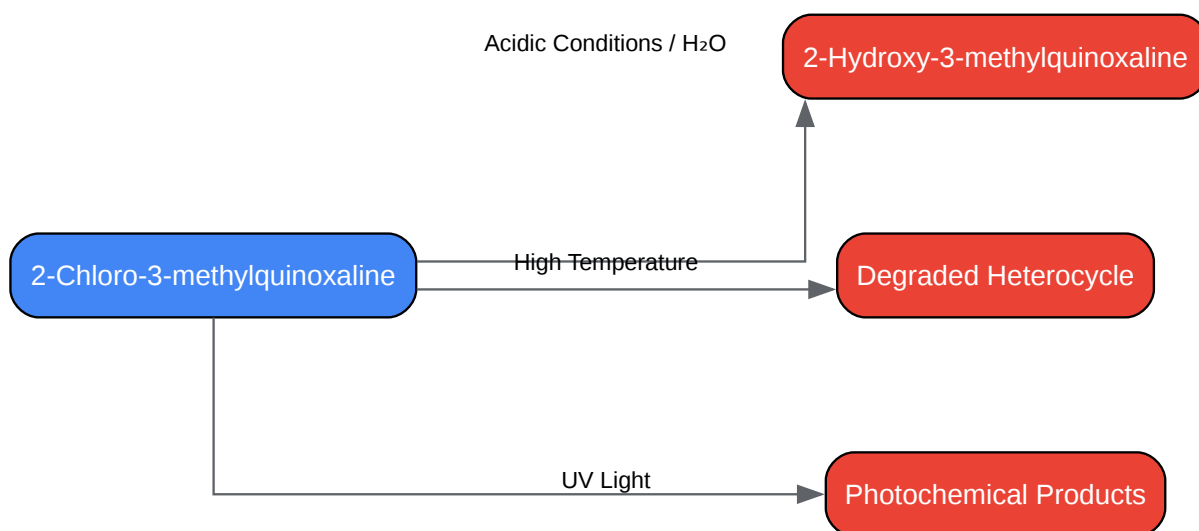 Acidic Conditions / H₂O
2-Hydroxy-3-methylquinoxaline
2-Chloro-3-methylquinoxaline
High Temperature
Degraded Heterocycle
UV Light
Photochemical Products